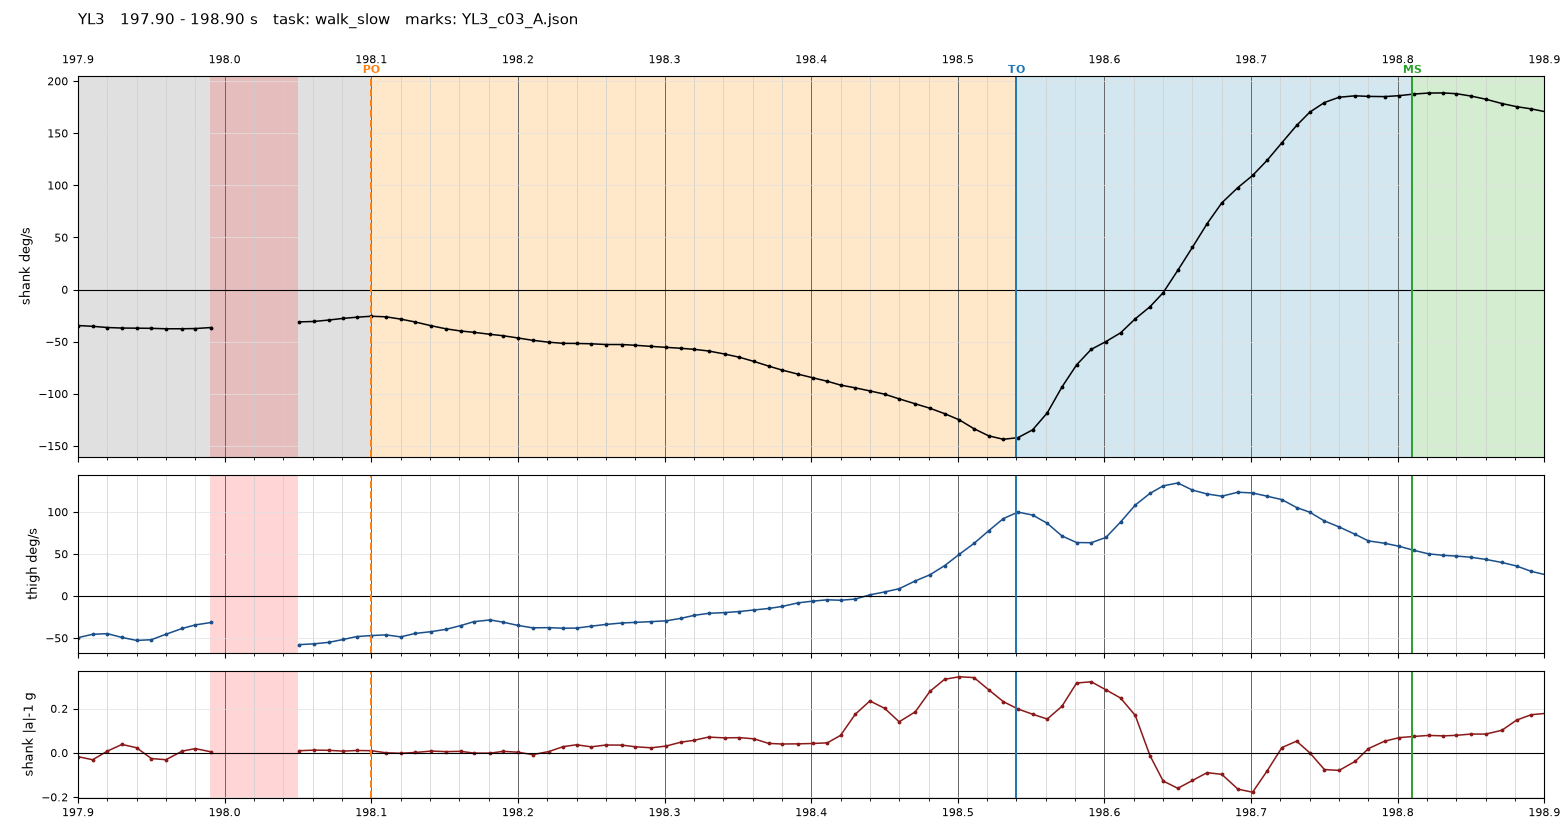 YL3   197.90 - 198.90 s   task: walk_slow   marks: YL3_c03_A.json
197.9 198.0 198.1 198.2 198.3 198.4 198.5 198.6 198.7 198.8 198.9
PO TO MS
200
150
100
50
0
−50
−100
−150
shank deg/s
100
50
0
−50
thigh deg/s
0.2
0.0
−0.2
shank |a|-1 g
197.9 198.0 198.1 198.2 198.3 198.4 198.5 198.6 198.7 198.8 198.9